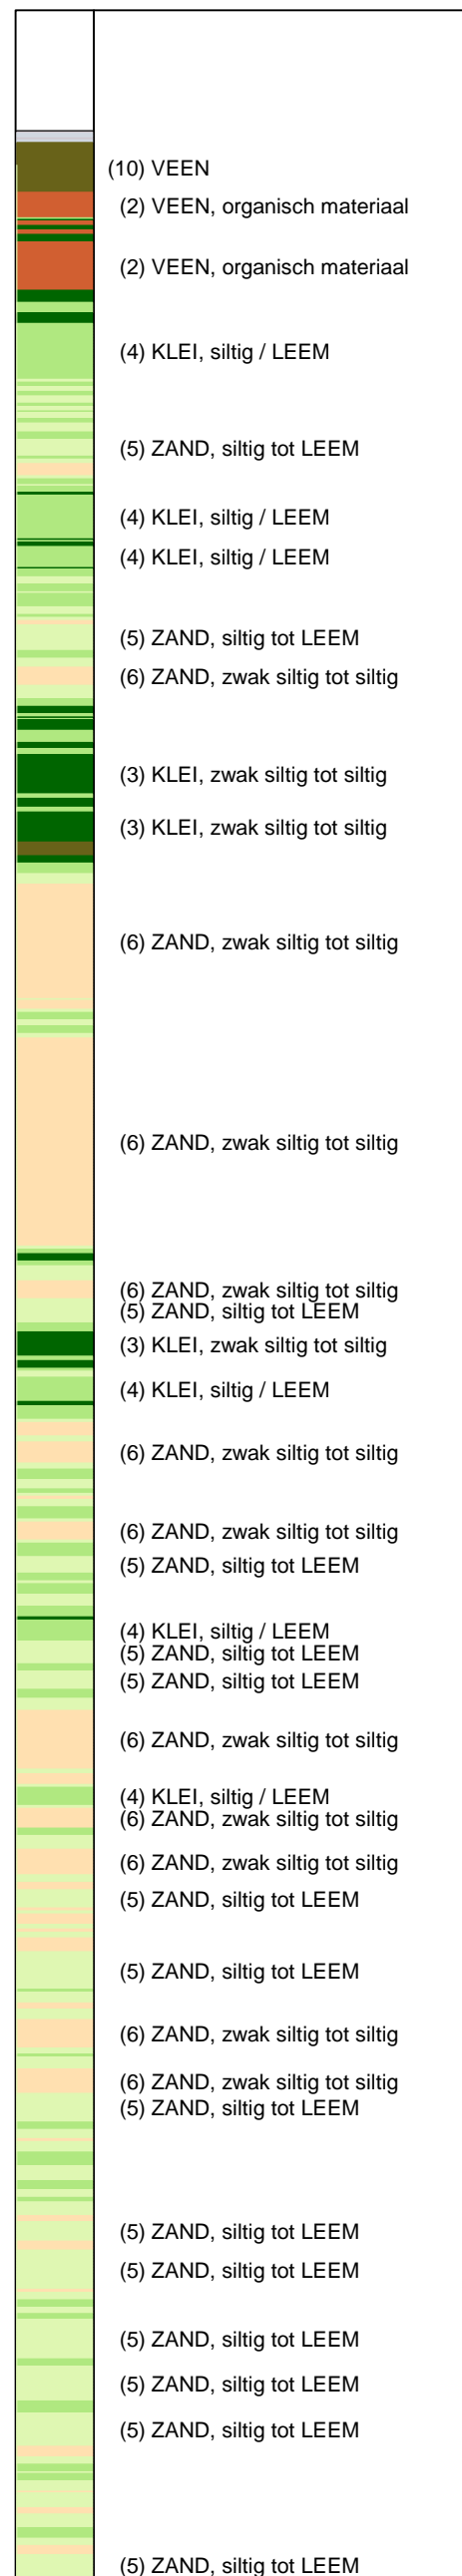 (10) VEEN
(2) VEEN, organisch materiaal
(2) VEEN, organisch materiaal
(4) KLEI, siltig / LEEM
(5) ZAND, siltig tot LEEM
(4) KLEI, siltig / LEEM
(4) KLEI, siltig / LEEM
(5) ZAND, siltig tot LEEM
(6) ZAND, zwak siltig tot siltig
(3) KLEI, zwak siltig tot siltig
(3) KLEI, zwak siltig tot siltig
(6) ZAND, zwak siltig tot siltig
(6) ZAND, zwak siltig tot siltig
(6) ZAND, zwak siltig tot siltig
(5) ZAND, siltig tot LEEM
(3) KLEI, zwak siltig tot siltig
(4) KLEI, siltig / LEEM
(6) ZAND, zwak siltig tot siltig
(6) ZAND, zwak siltig tot siltig
(5) ZAND, siltig tot LEEM
(4) KLEI, siltig / LEEM
(5) ZAND, siltig tot LEEM
(5) ZAND, siltig tot LEEM
(6) ZAND, zwak siltig tot siltig
(4) KLEI, siltig / LEEM
(6) ZAND, zwak siltig tot siltig
(6) ZAND, zwak siltig tot siltig
(5) ZAND, siltig tot LEEM
(5) ZAND, siltig tot LEEM
(6) ZAND, zwak siltig tot siltig
(6) ZAND, zwak siltig tot siltig
(5) ZAND, siltig tot LEEM
(5) ZAND, siltig tot LEEM
(5) ZAND, siltig tot LEEM
(5) ZAND, siltig tot LEEM
(5) ZAND, siltig tot LEEM
(5) ZAND, siltig tot LEEM
(5) ZAND, siltig tot LEEM